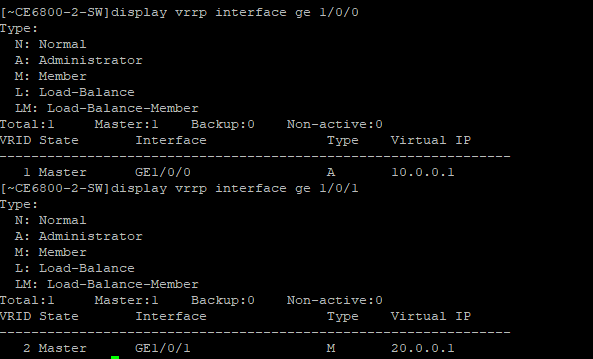 [~CE6800-2-SW]display vrrp interface ge 1/0/0
Type:
  N: Normal
  A: Administrator
  M: Member
  L: Load-Balance
  LM: Load-Balance-Member
Total:1     Master:1    Backup:0    Non-active:0
VRID State       Interface               Type    Virtual IP
----------------------------------------------------------------
   1 Master      GE1/0/0                 A       10.0.0.1
[~CE6800-2-SW]display vrrp interface ge 1/0/1
Type:
  N: Normal
  A: Administrator
  M: Member
  L: Load-Balance
  LM: Load-Balance-Member
Total:1     Master:1    Backup:0    Non-active:0
VRID State       Interface               Type    Virtual IP
----------------------------------------------------------------
   2 Master      GE1/0/1                 M       20.0.0.1